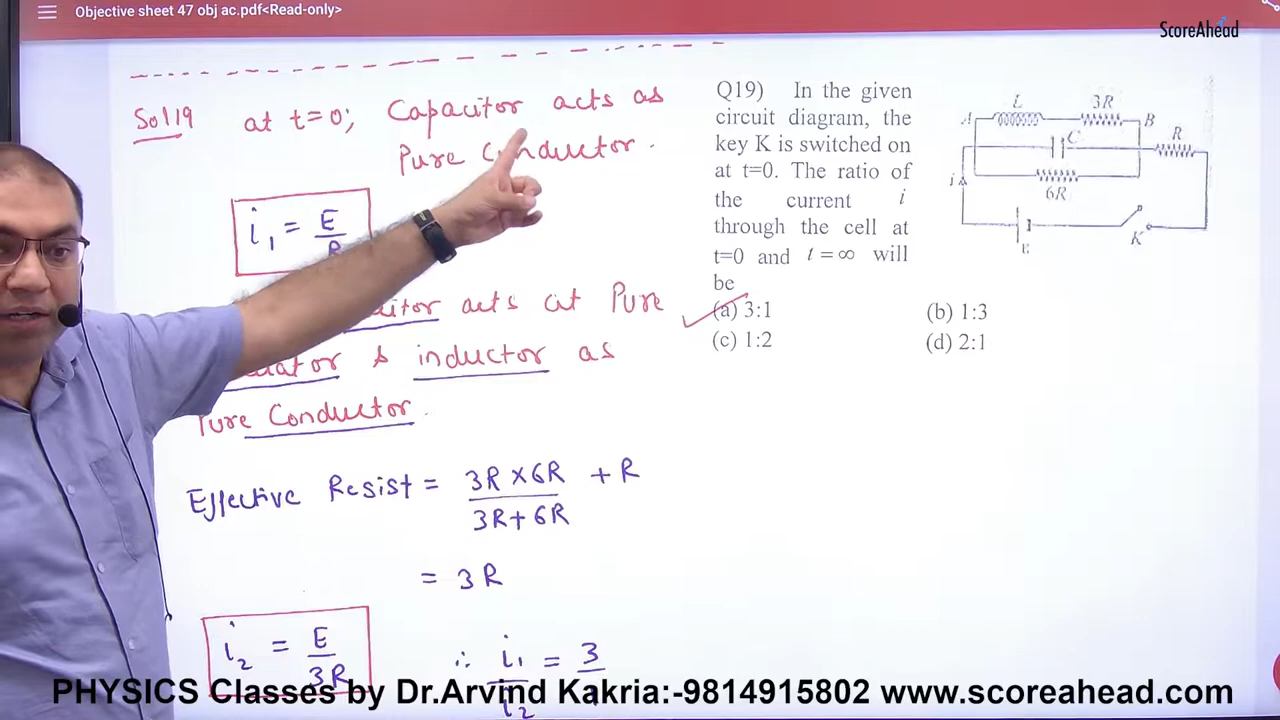 Objective sheet 47 obj ac.pdf<Read-only>
ScoreAhead
Sol 19 at t=0; Capacitor acts as
Pure conductor.
i₁ = E/R
acts at Pure
& inductor as
Pure Conductor.
Effective Resist = 3R×6R/3R+6R + R
= 3R
i₂ = E/3R ∴ i₁/i₂ = 3/1
Q19) In the given
circuit diagram, the
key K is switched on
at t=0. The ratio of
the current i
through the cell at
t=0 and t = ∞ will
be
(a) 3:1 (b) 1:3
(c) 1:2 (d) 2:1
L 3R
A B
C R
i 6R
E K
PHYSICS Classes by Dr.Arvind Kakria:-9814915802 www.scoreahead.com